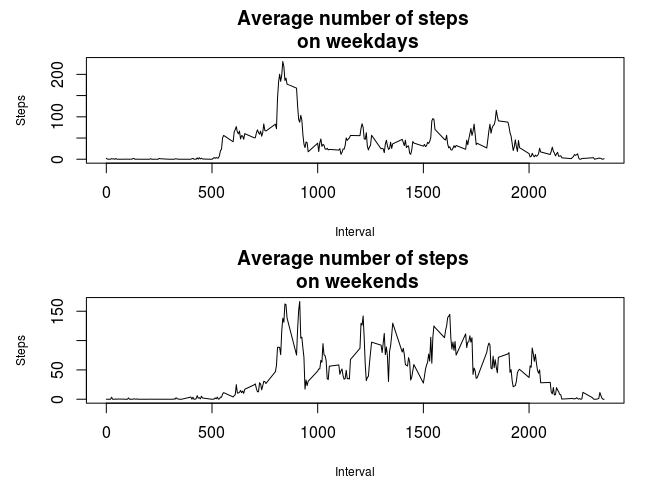 Average number of steps
on weekdays
Steps
200
100
0
0
500
1000
1500
2000
Interval
Average number of steps
on weekends
Steps
150
50
0
0
500
1000
1500
2000
Interval